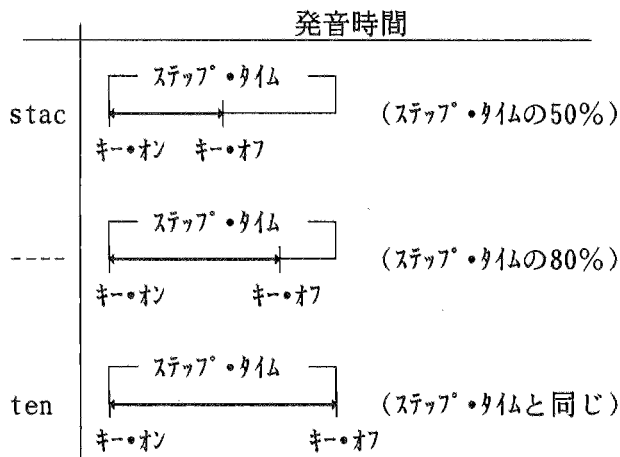 発音時間
ステップ・タイム
stac
(ステップ・タイムの50%)
キー・オン キー・オフ
ステップ・タイム
----
(ステップ・タイムの80%)
キー・オン キー・オフ
ステップ・タイム
ten
(ステップ・タイムと同じ)
キー・オン キー・オフ